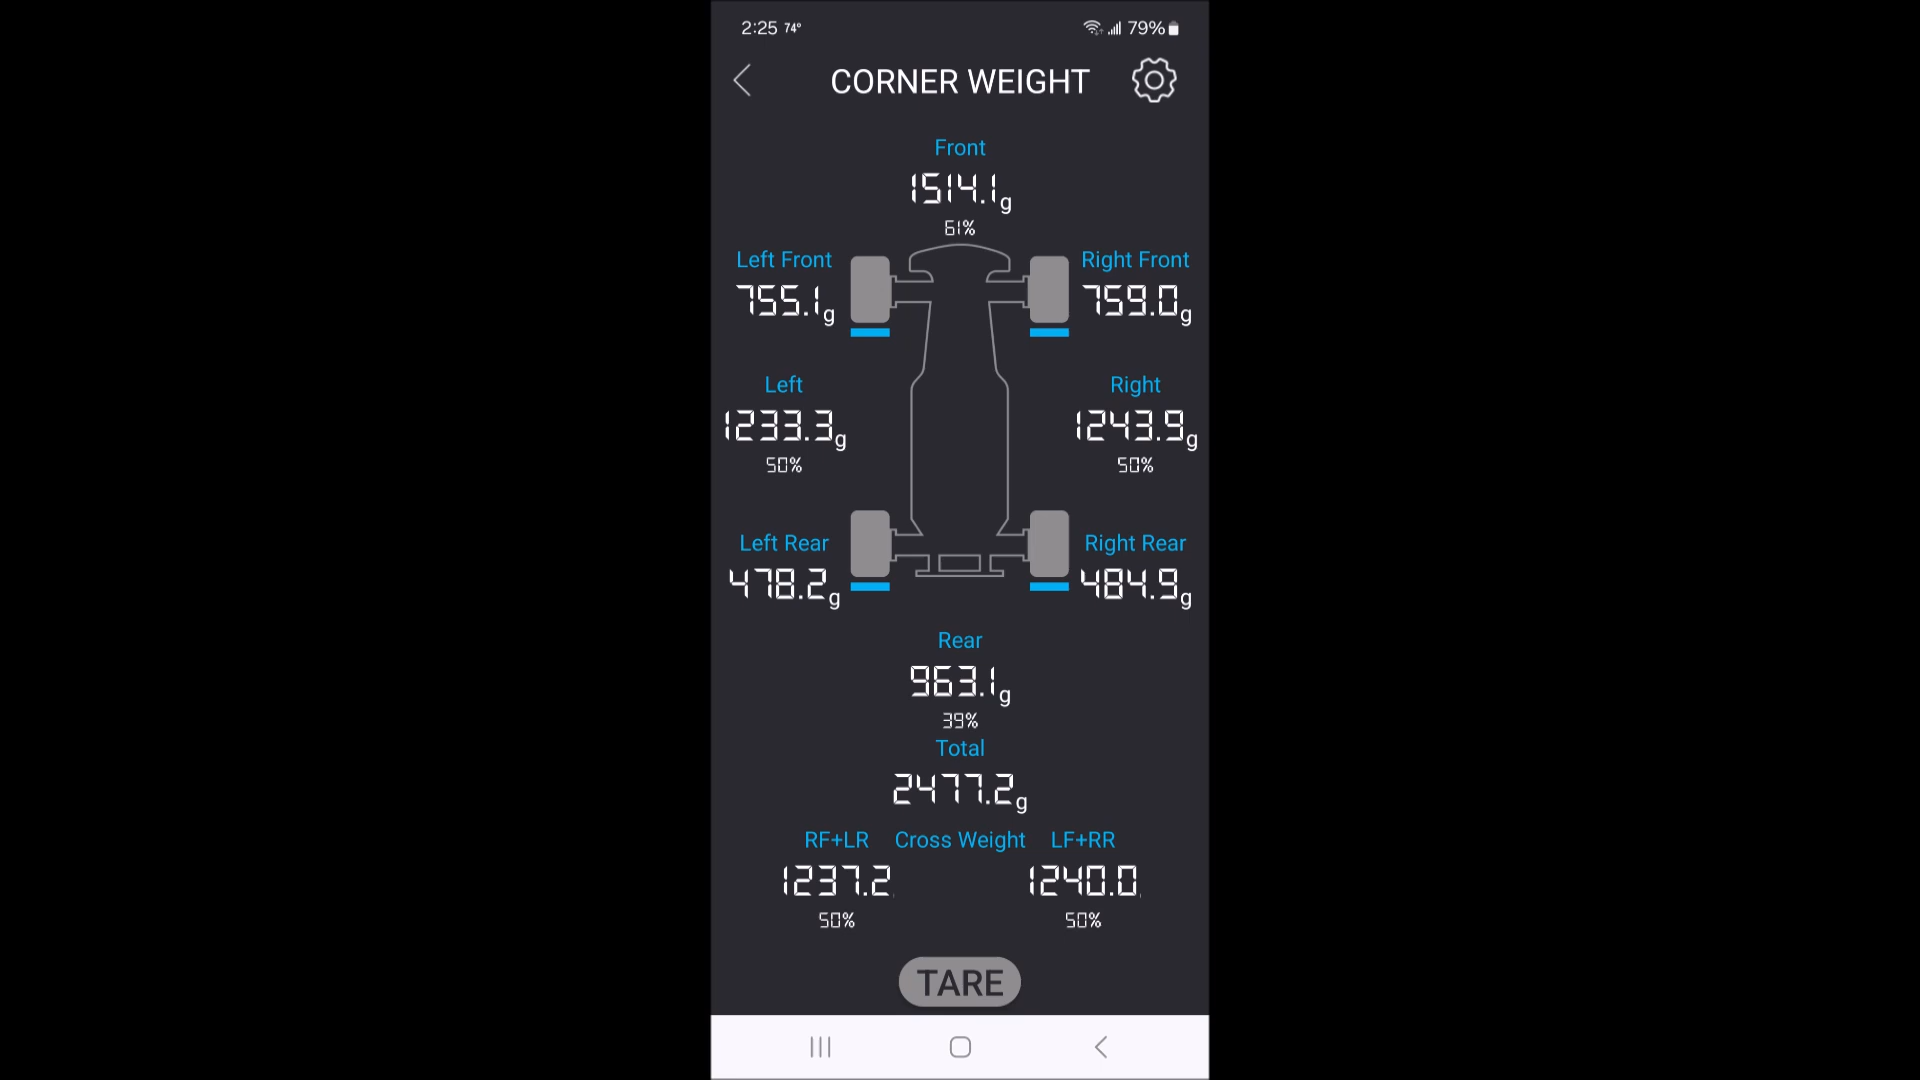 2:25 74° 79%
CORNER WEIGHT
Front
1514.1g
61%
Left Front Right Front
755.1g 759.0g
Left Right
1233.3g 1243.9g
50% 50%
Left Rear Right Rear
478.2g 484.9g
Rear
963.1g
39%
Total
2477.2g
RF+LR Cross Weight LF+RR
1237.2 1240.0
50% 50%
TARE